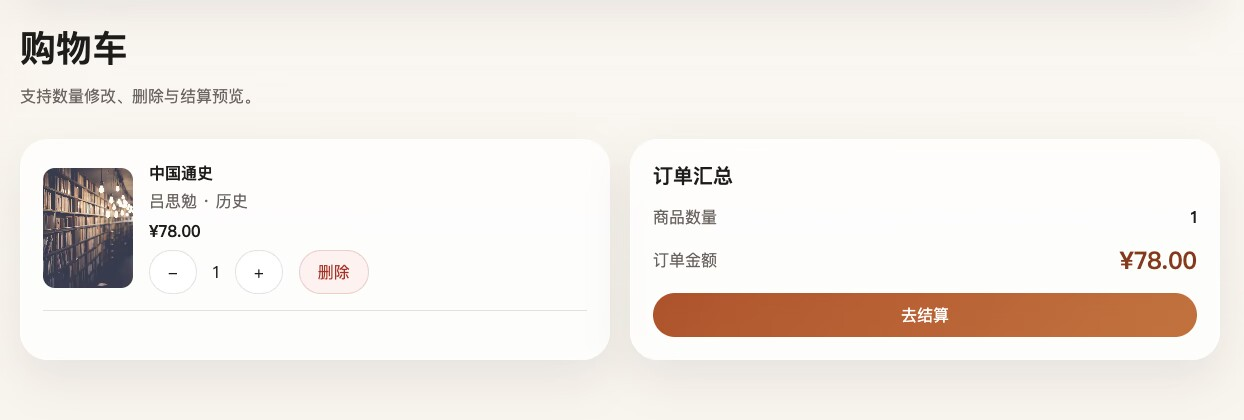 购物车
支持数量修改、删除与结算预览。
中国通史
吕思勉 · 历史
¥78.00
− 1 + 删除
订单汇总
商品数量 1
订单金额 ¥78.00
去结算